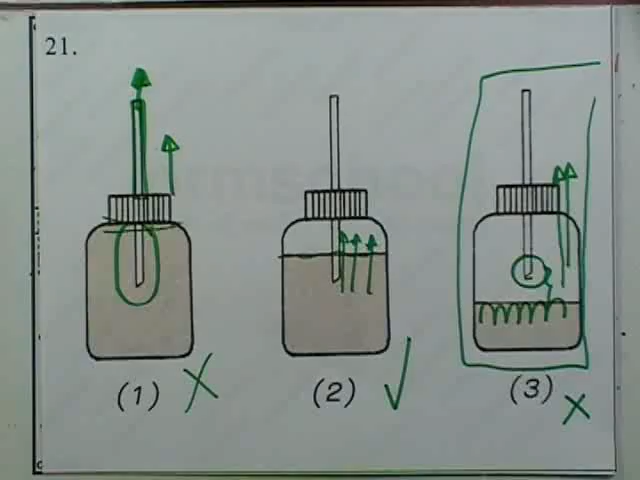 21.
(1) X
(2) ✓
(3) X